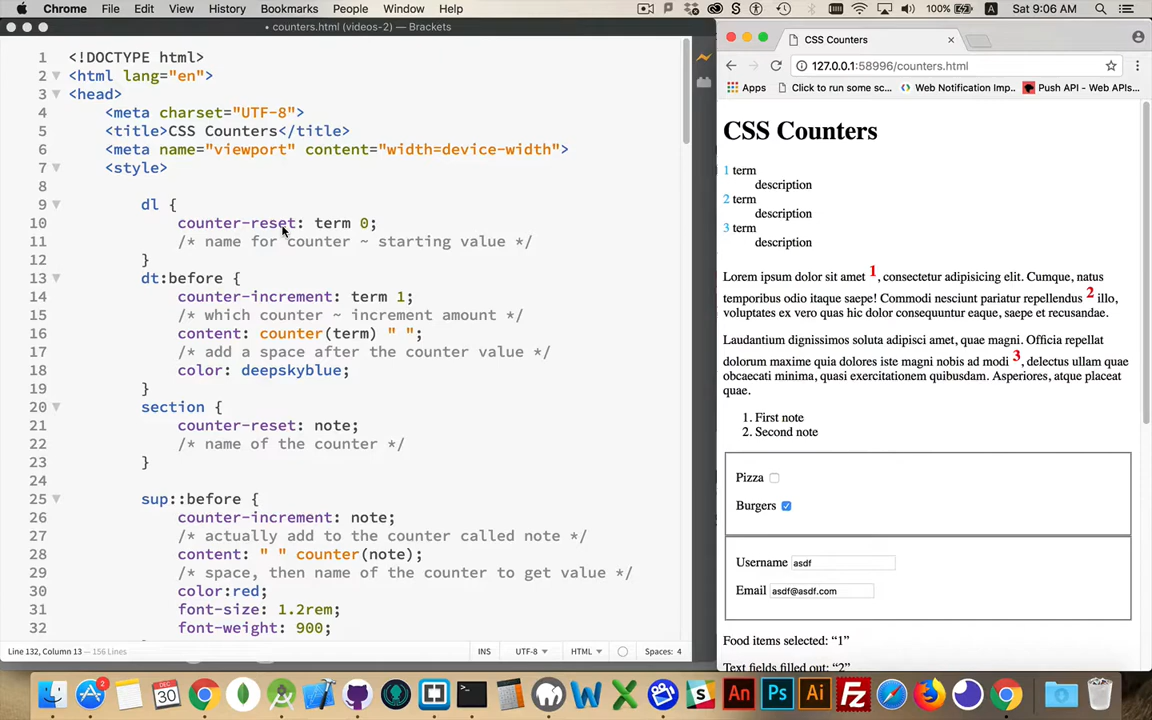 Chrome File Edit View History Bookmarks People Window Help 100% A Sat 9:06 AM
• counters.html (videos-2) — Brackets
1 <!DOCTYPE html>
2 <html lang="en">
3 <head>
4 <meta charset="UTF-8">
5 <title>CSS Counters</title>
6 <meta name="viewport" content="width=device-width">
7 <style>
8
9 dl {
10 counter-reset: term 0;
11 /* name for counter ~ starting value */
12 }
13 dt:before {
14 counter-increment: term 1;
15 /* which counter ~ increment amount */
16 content: counter(term) " ";
17 /* add a space after the counter value */
18 color: deepskyblue;
19 }
20 section {
21 counter-reset: note;
22 /* name of the counter */
23 }
24
25 sup::before {
26 counter-increment: note;
27 /* actually add to the counter called note */
28 content: " " counter(note);
29 /* space, then name of the counter to get value */
30 color:red;
31 font-size: 1.2rem;
32 font-weight: 900;
Line 132, Column 13 — 156 Lines INS UTF-8 HTML Spaces: 4
CSS Counters
127.0.0.1:58996/counters.html
Apps Click to run some sc... Web Notification Imp... Push API - Web APIs...
CSS Counters
1 term
description
2 term
description
3 term
description
Lorem ipsum dolor sit amet 1, consectetur adipisicing elit. Cumque, natus
temporibus odio itaque saepe! Commodi nesciunt pariatur repellendus 2 illo,
voluptates ex vero quas hic dolor consequuntur eaque, saepe et recusandae.
Laudantium dignissimos soluta adipisci amet, quae magni. Officia repellat
dolorum maxime quia dolores iste magni nobis ad modi 3, delectus ullam quae
obcaecati minima, quasi exercitationem quibusdam. Asperiores, atque placeat
quae.
1. First note
2. Second note
Pizza
Burgers
Username asdf
Email asdf@asdf.com
Food items selected: “1”
Text fields filled out: “2”
DEC
30
W
S
An
Ps
Ai
Fz